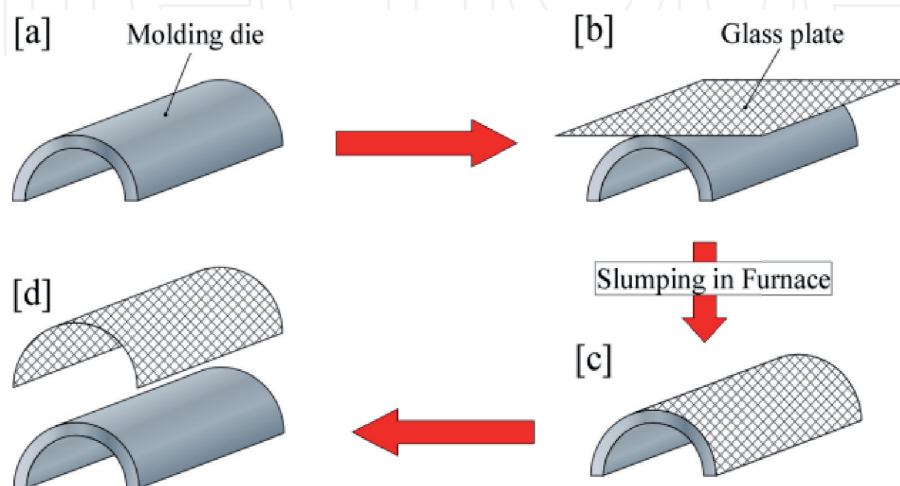 [a]
Molding die
[b]
Glass plate
Slumping in Furnace
[c]
[d]